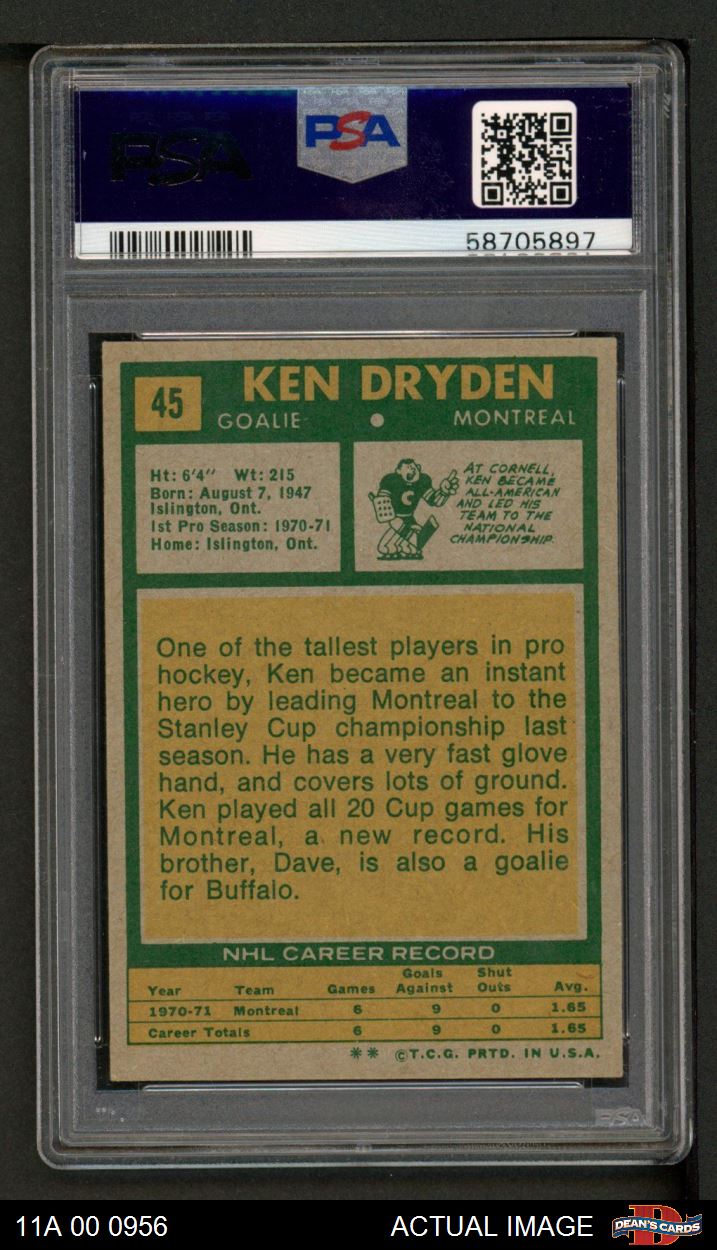 PSA
PSA
58705897
45
KEN DRYDEN
GOALIE • MONTREAL
Ht: 6'4" Wt: 215
Born: August 7, 1947
Islington, Ont.
1st Pro Season: 1970-71
Home: Islington, Ont.
C
AT CORNELL,
KEN BECAME
ALL-AMERICAN
AND LED HIS
TEAM TO THE
NATIONAL
CHAMPIONSHIP.
One of the tallest players in pro
hockey, Ken became an instant
hero by leading Montreal to the
Stanley Cup championship last
season. He has a very fast glove
hand, and covers lots of ground.
Ken played all 20 Cup games for
Montreal, a new record. His
brother, Dave, is also a goalie
for Buffalo.
NHL CAREER RECORD
Year Team Games Goals Against Shut Outs Avg.
1970-71 Montreal 6 9 0 1.65
Career Totals 6 9 0 1.65
** ©T.C.G. PRTD. IN U.S.A.
PSA
11A 00 0956 ACTUAL IMAGE D DEAN'S CARDS